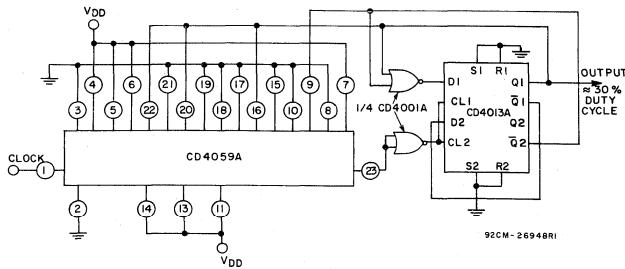 VDD
9
4
6
22
20
16
7
21
19
17
15
3
5
18
10
8
CLOCK
1
CD4059A
23
2
14
13
11
VDD
1/4 CD4001A
S1 R1
D1 Q1
CL1 Q̅1
CD4013A
D2 Q2
CL2 Q̅2
S2 R2
OUTPUT
≈ 30%
DUTY
CYCLE
92CM-26948R1